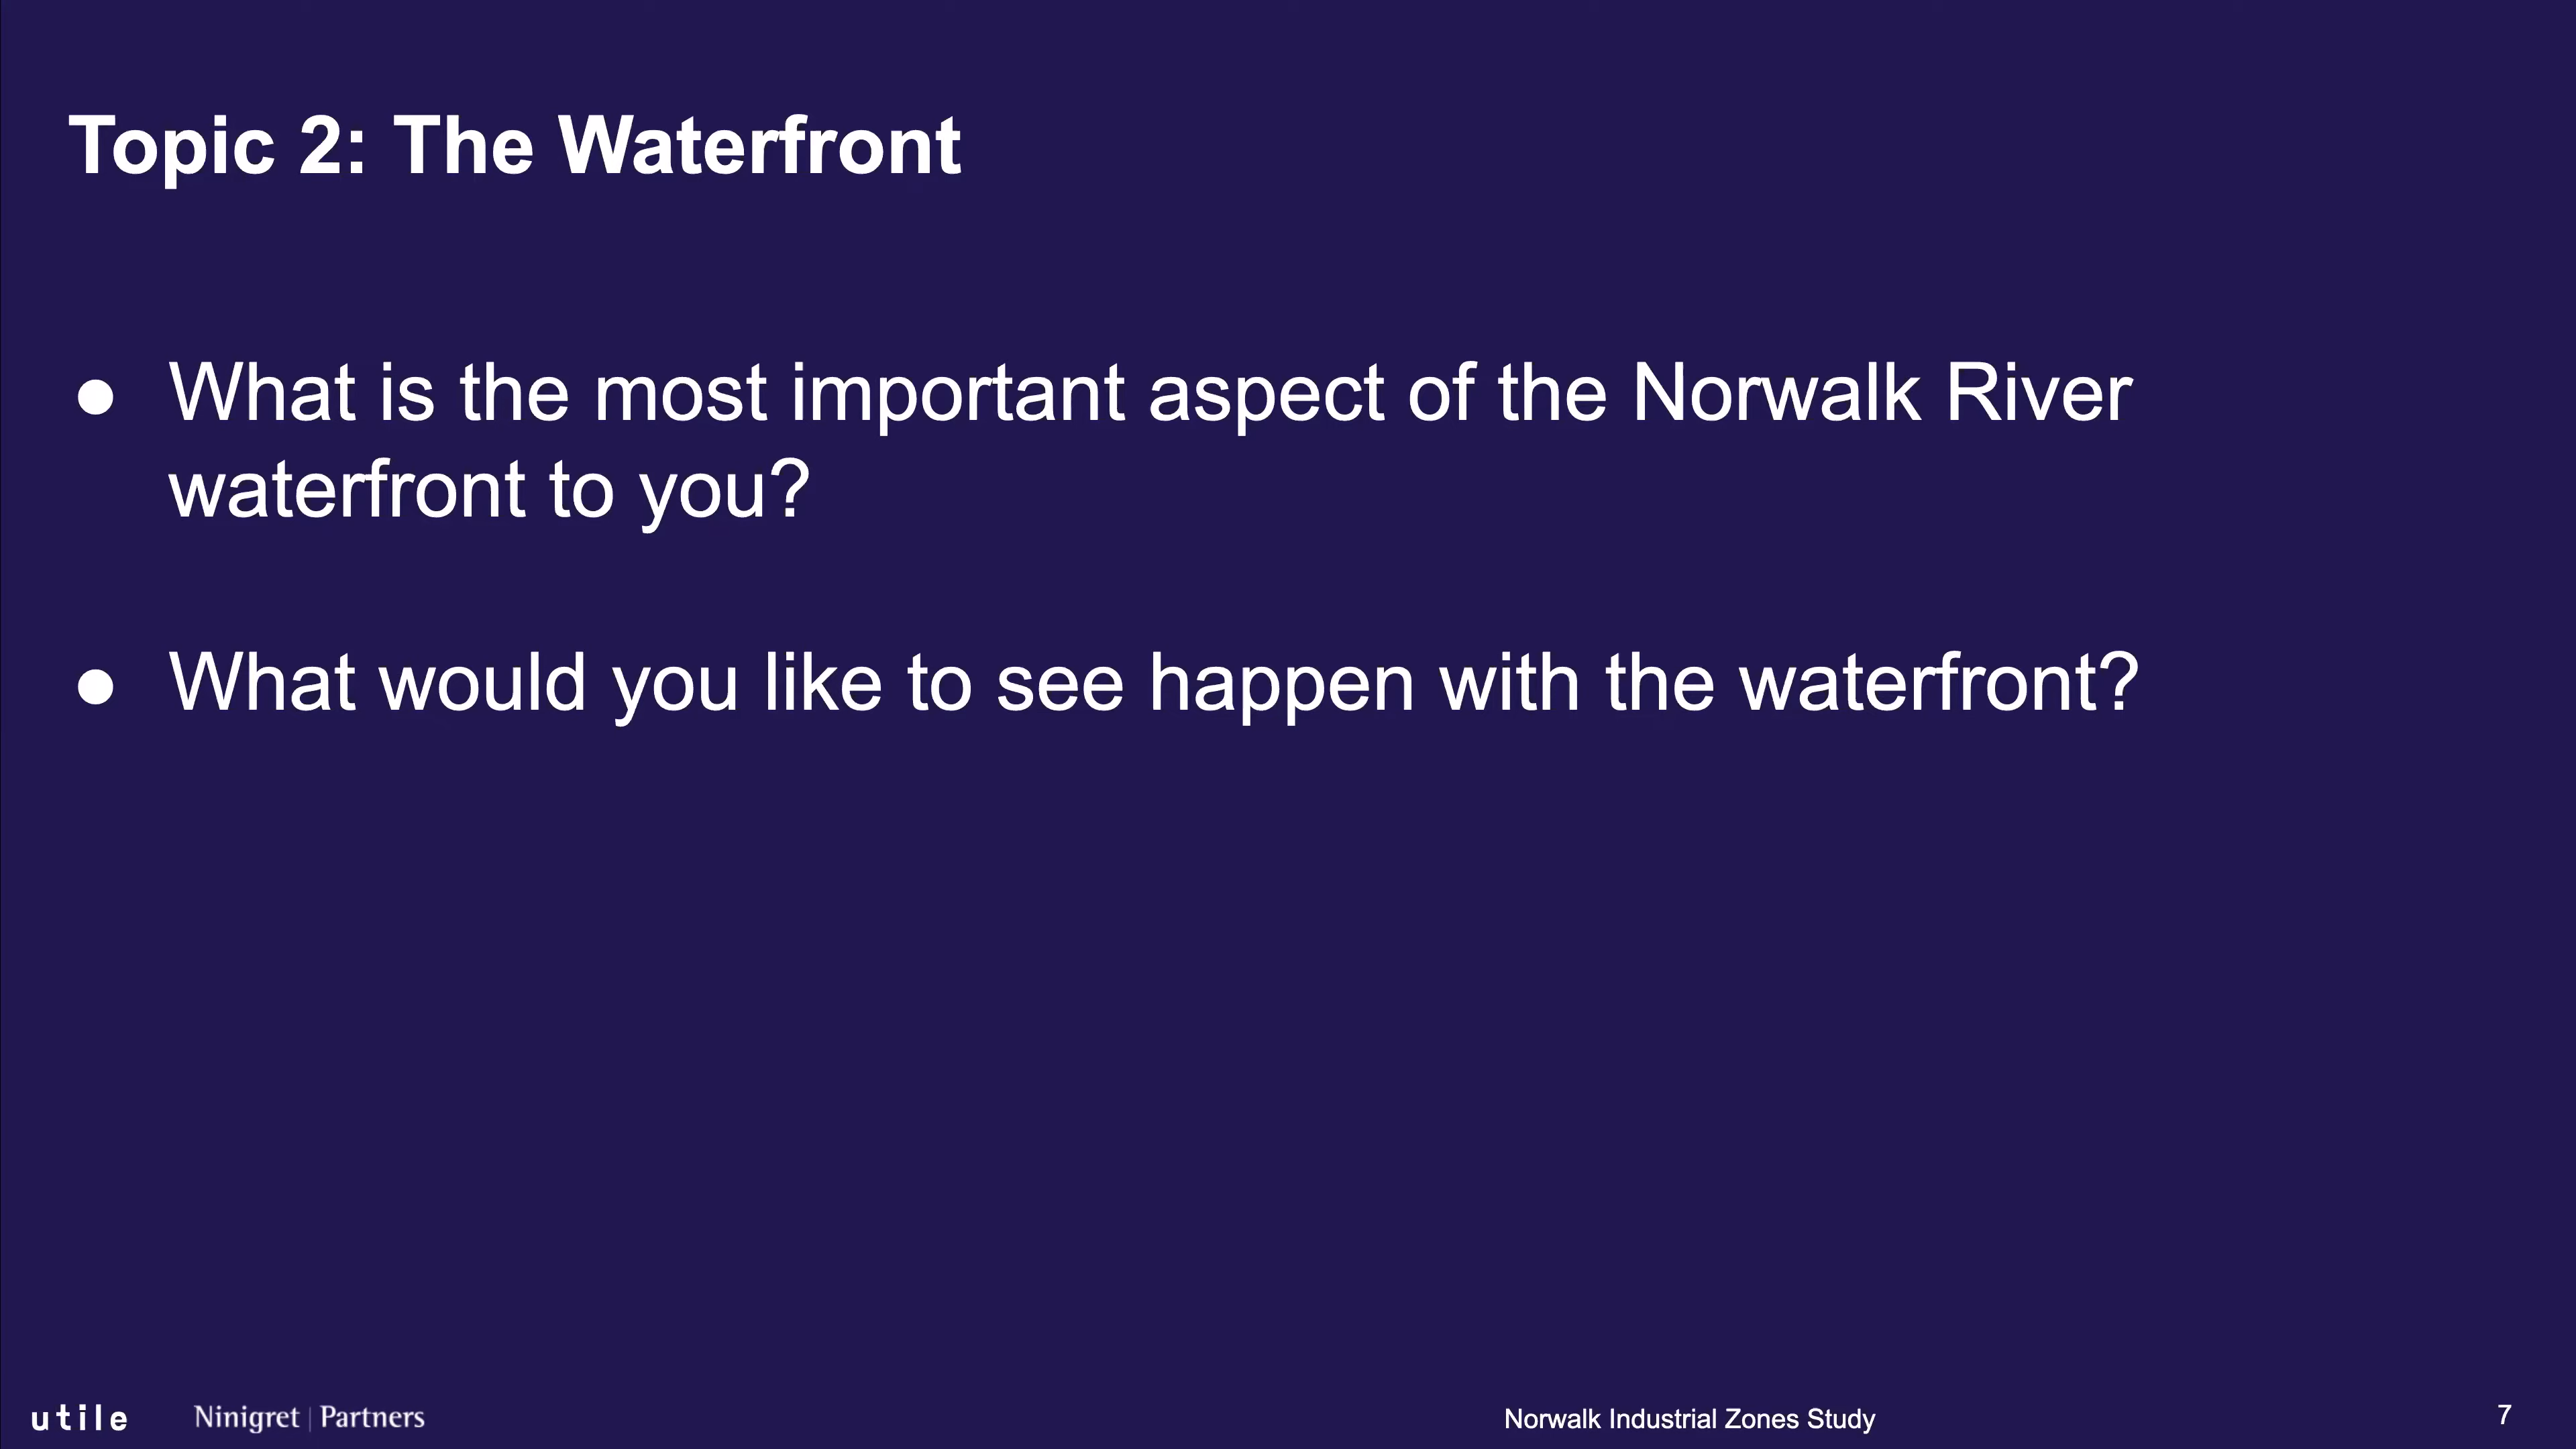 Topic 2: The Waterfront
● What is the most important aspect of the Norwalk River
waterfront to you?
● What would you like to see happen with the waterfront?
utile Ninigret | Partners Norwalk Industrial Zones Study 7